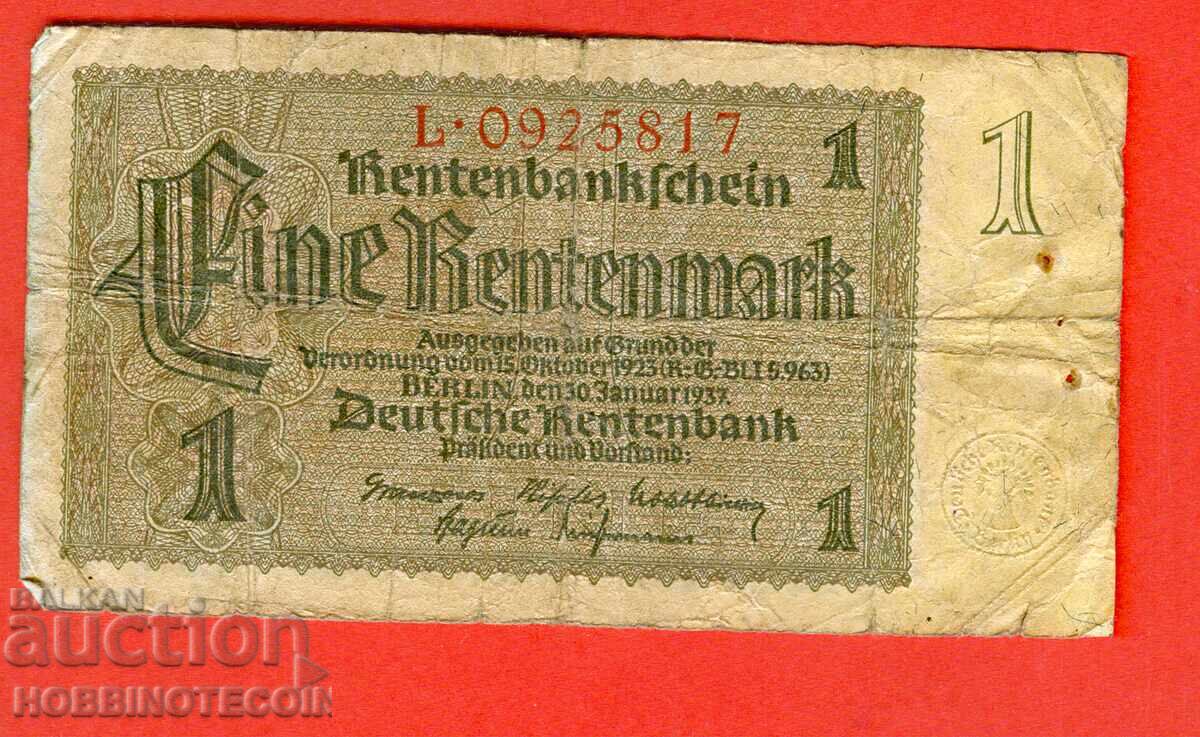 L·0925817
Rentenbankschein
1
1
Eine Rentenmark
Ausgegeben auf Grund der
Verordnung vom 15. Oktober 1923 (R.-G-Bl. I S. 963)
BERLIN, den 30. Januar 1937.
Deutsche Rentenbank
Präsident und Vorstand:
1
1
BALKAN
auction
HOBBINOTECOIN